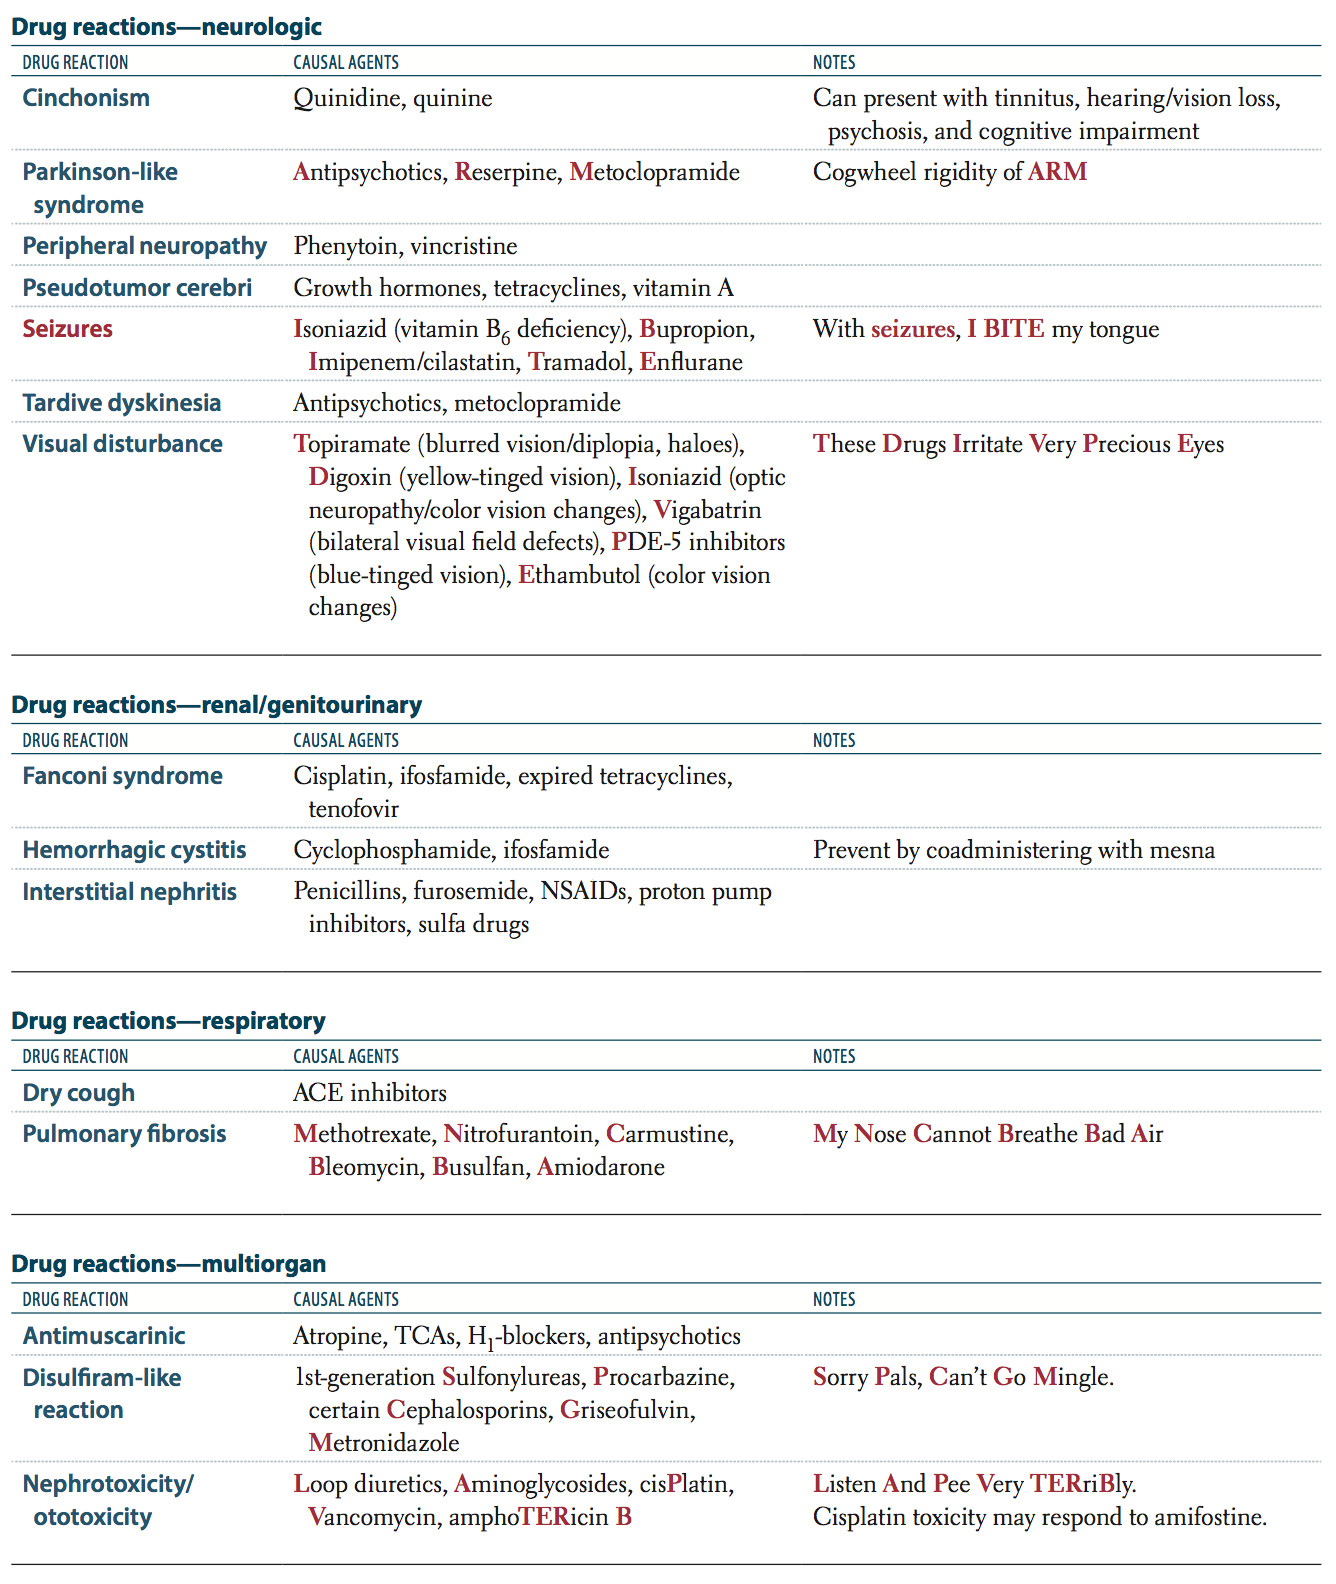 Drug reactions—neurologic
DRUG REACTION CAUSAL AGENTS NOTES
Cinchonism Quinidine, quinine Can present with tinnitus, hearing/vision loss,
psychosis, and cognitive impairment
Parkinson-like Antipsychotics, Reserpine, Metoclopramide Cogwheel rigidity of ARM
syndrome
Peripheral neuropathy Phenytoin, vincristine
Pseudotumor cerebri Growth hormones, tetracyclines, vitamin A
Seizures Isoniazid (vitamin B6 deficiency), Bupropion, With seizures, I BITE my tongue
Imipenem/cilastatin, Tramadol, Enflurane
Tardive dyskinesia Antipsychotics, metoclopramide
Visual disturbance Topiramate (blurred vision/diplopia, haloes), These Drugs Irritate Very Precious Eyes
Digoxin (yellow-tinged vision), Isoniazid (optic
neuropathy/color vision changes), Vigabatrin
(bilateral visual field defects), PDE-5 inhibitors
(blue-tinged vision), Ethambutol (color vision
changes)
Drug reactions—renal/genitourinary
DRUG REACTION CAUSAL AGENTS NOTES
Fanconi syndrome Cisplatin, ifosfamide, expired tetracyclines,
tenofovir
Hemorrhagic cystitis Cyclophosphamide, ifosfamide Prevent by coadministering with mesna
Interstitial nephritis Penicillins, furosemide, NSAIDs, proton pump
inhibitors, sulfa drugs
Drug reactions—respiratory
DRUG REACTION CAUSAL AGENTS NOTES
Dry cough ACE inhibitors
Pulmonary fibrosis Methotrexate, Nitrofurantoin, Carmustine, My Nose Cannot Breathe Bad Air
Bleomycin, Busulfan, Amiodarone
Drug reactions—multiorgan
DRUG REACTION CAUSAL AGENTS NOTES
Antimuscarinic Atropine, TCAs, H1-blockers, antipsychotics
Disulfiram-like 1st-generation Sulfonylureas, Procarbazine, Sorry Pals, Can’t Go Mingle.
reaction certain Cephalosporins, Griseofulvin,
Metronidazole
Nephrotoxicity/ Loop diuretics, Aminoglycosides, cisPlatin, Listen And Pee Very TERriBly.
ototoxicity Vancomycin, amphoTERicin B Cisplatin toxicity may respond to amifostine.